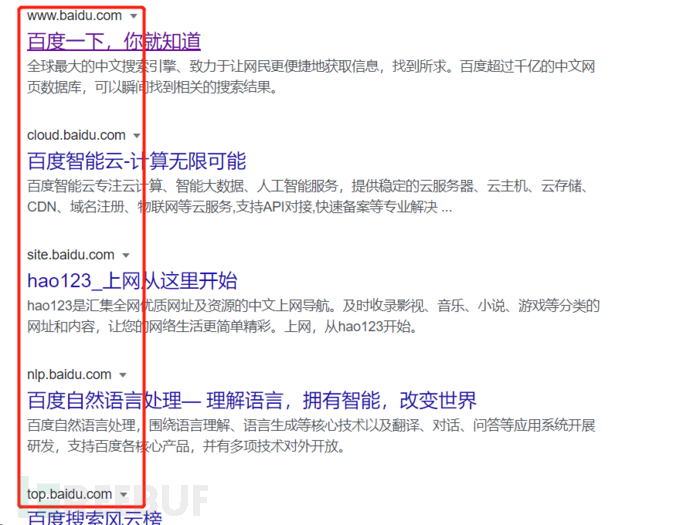 www.baidu.com
百度一下，你就知道
全球最大的中文搜索引擎、致力于让网民更便捷地获取信息，找到所求。百度超过千亿的中文网
页数据库，可以瞬间找到相关的搜索结果。
cloud.baidu.com
百度智能云-计算无限可能
百度智能云专注云计算、智能大数据、人工智能服务，提供稳定的云服务器、云主机、云存储、
CDN、域名注册、物联网等云服务,支持API对接,快速备案等专业解决 ...
site.baidu.com
hao123_上网从这里开始
hao123是汇集全网优质网址及资源的中文上网导航。及时收录影视、音乐、小说、游戏等分类的
网址和内容，让您的网络生活更简单精彩。上网，从hao123开始。
nlp.baidu.com
百度自然语言处理— 理解语言，拥有智能，改变世界
百度自然语言处理，围绕语言理解、语言生成等核心技术以及翻译、对话、问答等应用系统开展
研发，支持百度各核心产品，并有多项技术对外开放。
top.baidu.com
百度搜索风云榜